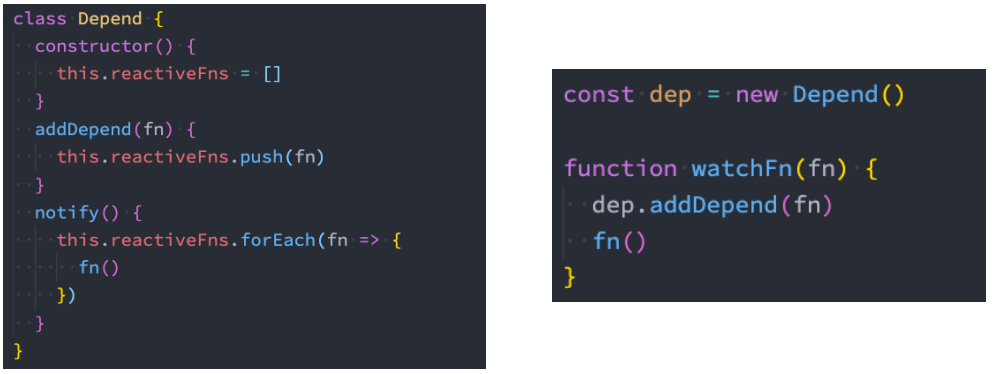 class Depend {
  constructor() {
    this.reactiveFns = []
  }
  addDepend(fn) {
    this.reactiveFns.push(fn)
  }
  notify() {
    this.reactiveFns.forEach(fn => {
      fn()
    })
  }
}
const dep = new Depend()

function watchFn(fn) {
  dep.addDepend(fn)
  fn()
}